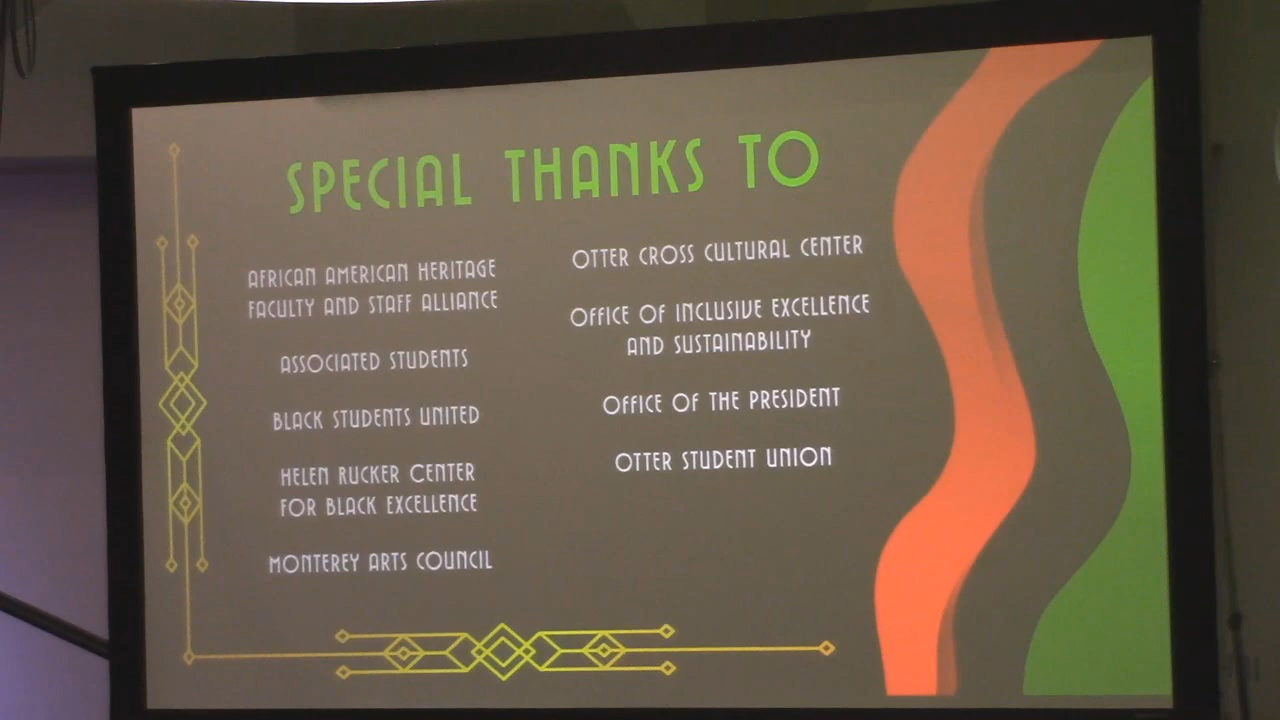 SPECIAL THANKS TO
AFRICAN AMERICAN HERITAGE
FACULTY AND STAFF ALLIANCE
ASSOCIATED STUDENTS
BLACK STUDENTS UNITED
HELEN RUCKER CENTER
FOR BLACK EXCELLENCE
MONTEREY ARTS COUNCIL
OTTER CROSS CULTURAL CENTER
OFFICE OF INCLUSIVE EXCELLENCE
AND SUSTAINABILITY
OFFICE OF THE PRESIDENT
OTTER STUDENT UNION